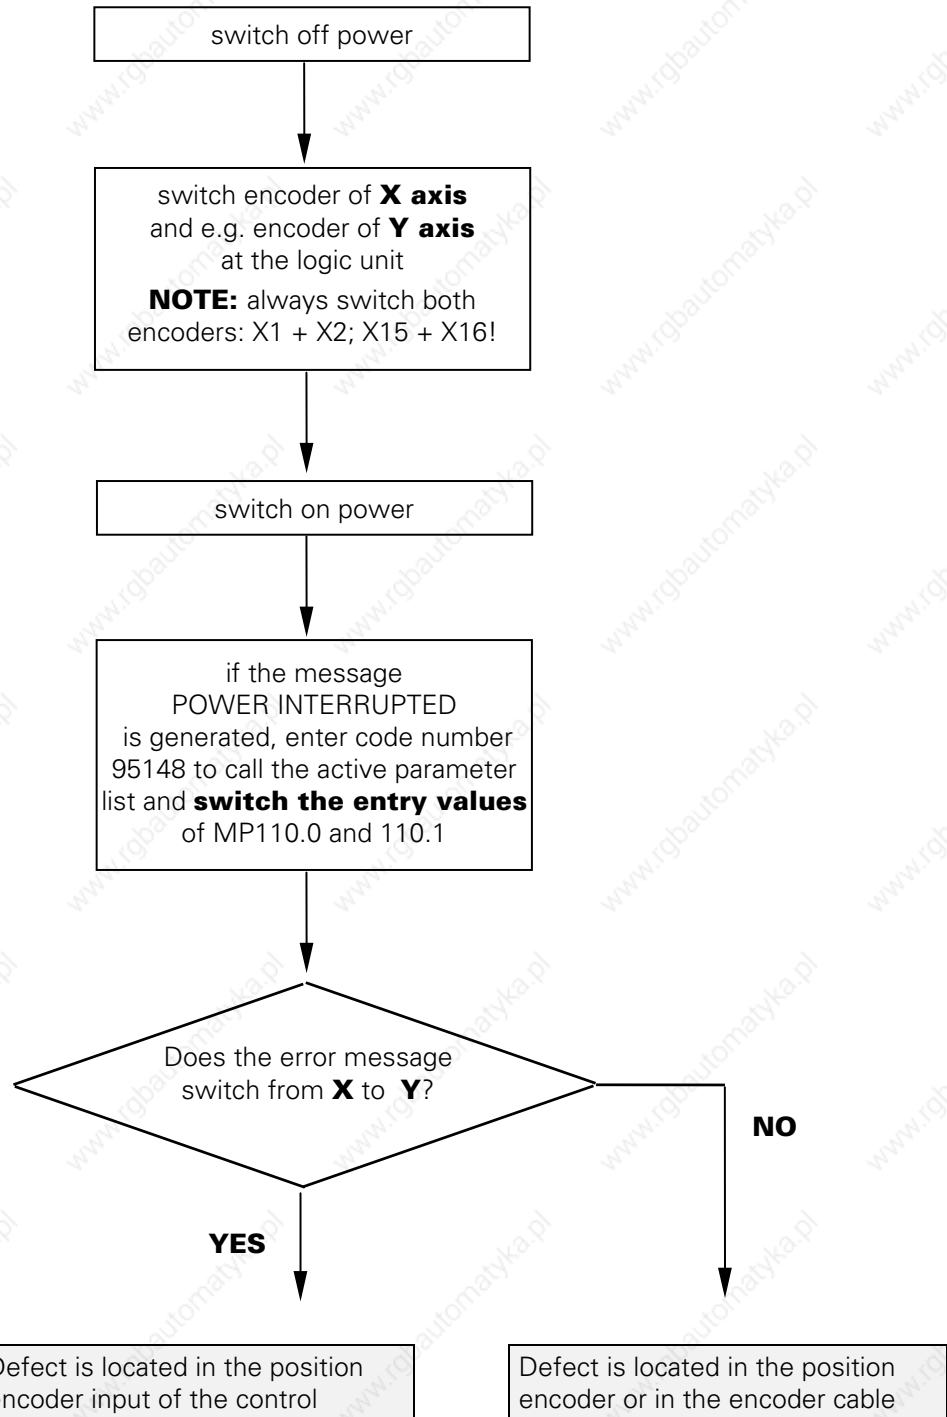 switch off power
switch encoder of X axis
and e.g. encoder of Y axis
at the logic unit
NOTE: always switch both
encoders: X1 + X2; X15 + X16!
switch on power
if the message
POWER INTERRUPTED
is generated, enter code number
95148 to call the active parameter
list and switch the entry values
of MP110.0 and 110.1
Does the error message
switch from X to Y?
NO
YES
Defect is located in the position
encoder input of the control
Defect is located in the position
encoder or in the encoder cable
www.rgbautomatyka.pl